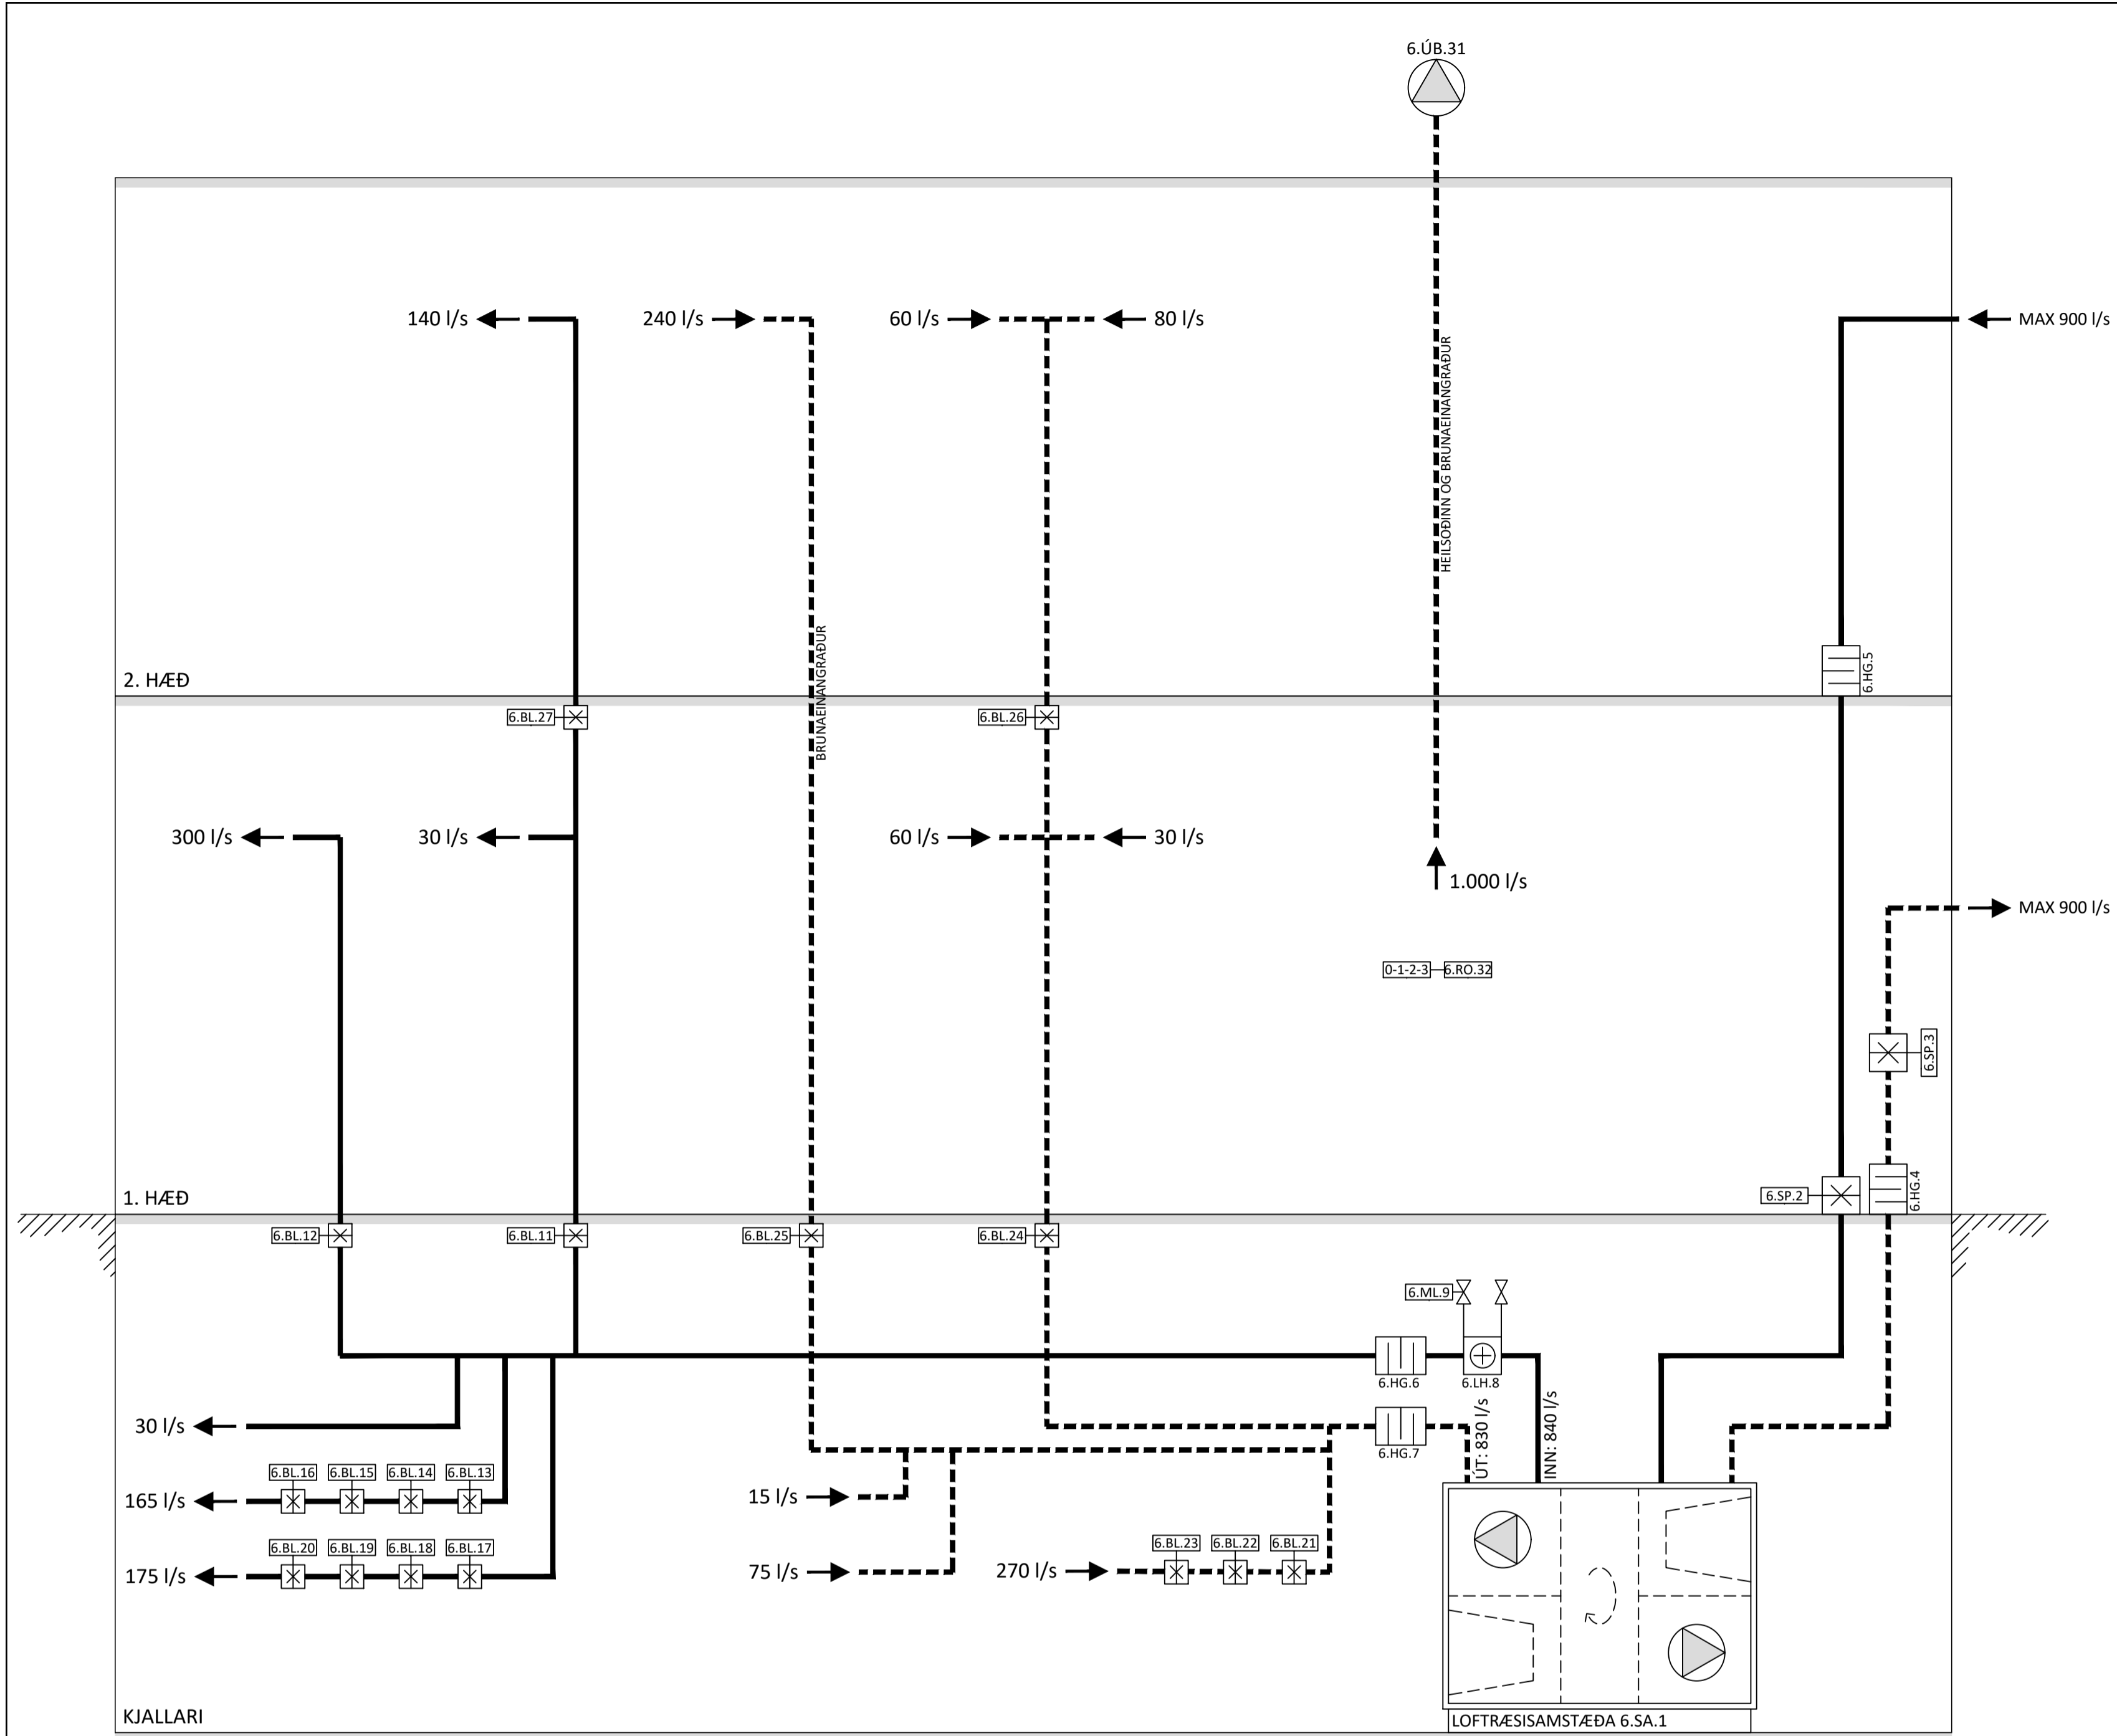 6.ÚB.31
140 l/s
240 l/s
60 l/s
80 l/s
MAX 900 l/s
HEILSOÐINN OG BRUNAEINANGRAÐUR
BRUNAEINANGRAÐUR
6.HG.5
2. HÆÐ
6.BL.27
6.BL.26
300 l/s
30 l/s
60 l/s
30 l/s
1.000 l/s
MAX 900 l/s
0-1-2-3
6.RO.32
6.SP.3
6.HG.4
1. HÆÐ
6.SP.2
6.BL.12
6.BL.11
6.BL.25
6.BL.24
6.ML.9
6.HG.6
6.LH.8
30 l/s
6.HG.7
ÚT: 830 l/s
INN: 840 l/s
6.BL.16
6.BL.15
6.BL.14
6.BL.13
165 l/s
15 l/s
6.BL.20
6.BL.19
6.BL.18
6.BL.17
6.BL.23
6.BL.22
6.BL.21
175 l/s
75 l/s
270 l/s
KJALLARI
LOFTRÆSISAMSTÆÐA 6.SA.1